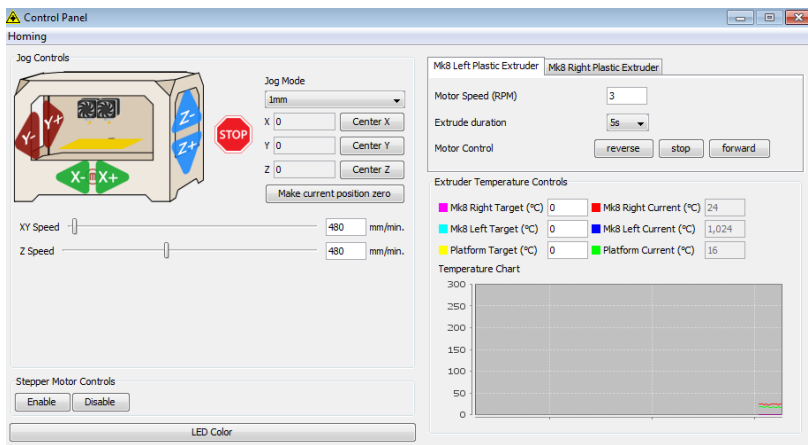 Control Panel
Homing
Jog Controls
Y-
Y+
Z-
Z+
X-
X+
STOP
Jog Mode
1mm
X 0 Center X
Y 0 Center Y
Z 0 Center Z
Make current position zero
XY Speed 480 mm/min.
Z Speed 480 mm/min.
Stepper Motor Controls
Enable Disable
LED Color
Mk8 Left Plastic Extruder Mk8 Right Plastic Extruder
Motor Speed (RPM) 3
Extrude duration 5s
Motor Control reverse stop forward
Extruder Temperature Controls
Mk8 Right Target (°C) 0 Mk8 Right Current (°C) 24
Mk8 Left Target (°C) 0 Mk8 Left Current (°C) 1,024
Platform Target (°C) 0 Platform Current (°C) 16
Temperature Chart
300
250
200
150
100
50
0